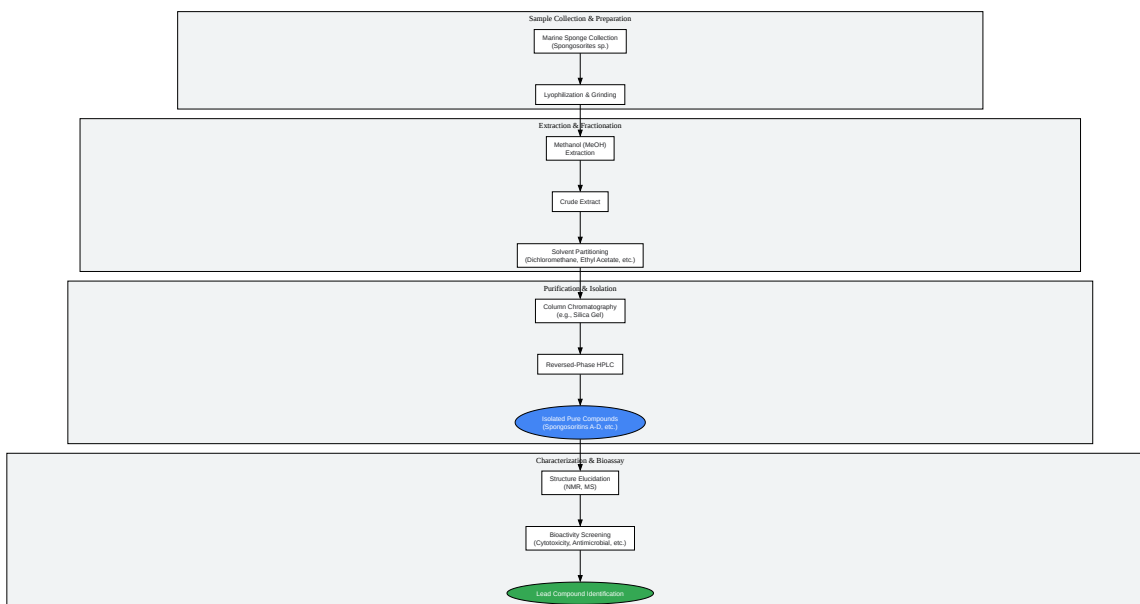 Sample Collection & Preparation
Marine Sponge Collection
(Spongosorites sp.)
Lyophilization & Grinding
Extraction & Fractionation
Methanol (MeOH)
Extraction
Crude Extract
Solvent Partitioning
(Dichloromethane, Ethyl Acetate, etc.)
Purification & Isolation
Column Chromatography
(e.g., Silica Gel)
Reversed-Phase HPLC
Isolated Pure Compounds
(Spongosoritins A-D, etc.)
Characterization & Bioassay
Structure Elucidation
(NMR, MS)
Bioactivity Screening
(Cytotoxicity, Antimicrobial, etc.)
Lead Compound Identification